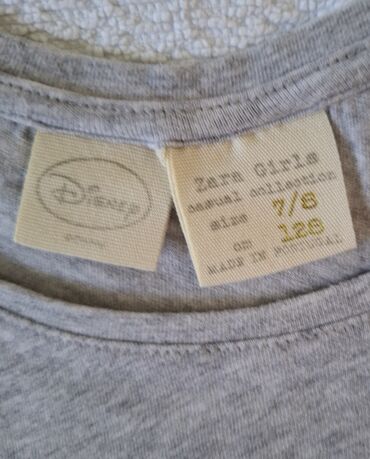 Disney
Zara Girls
casual collection
size 7/8
cm 128
MADE IN PORTUGAL